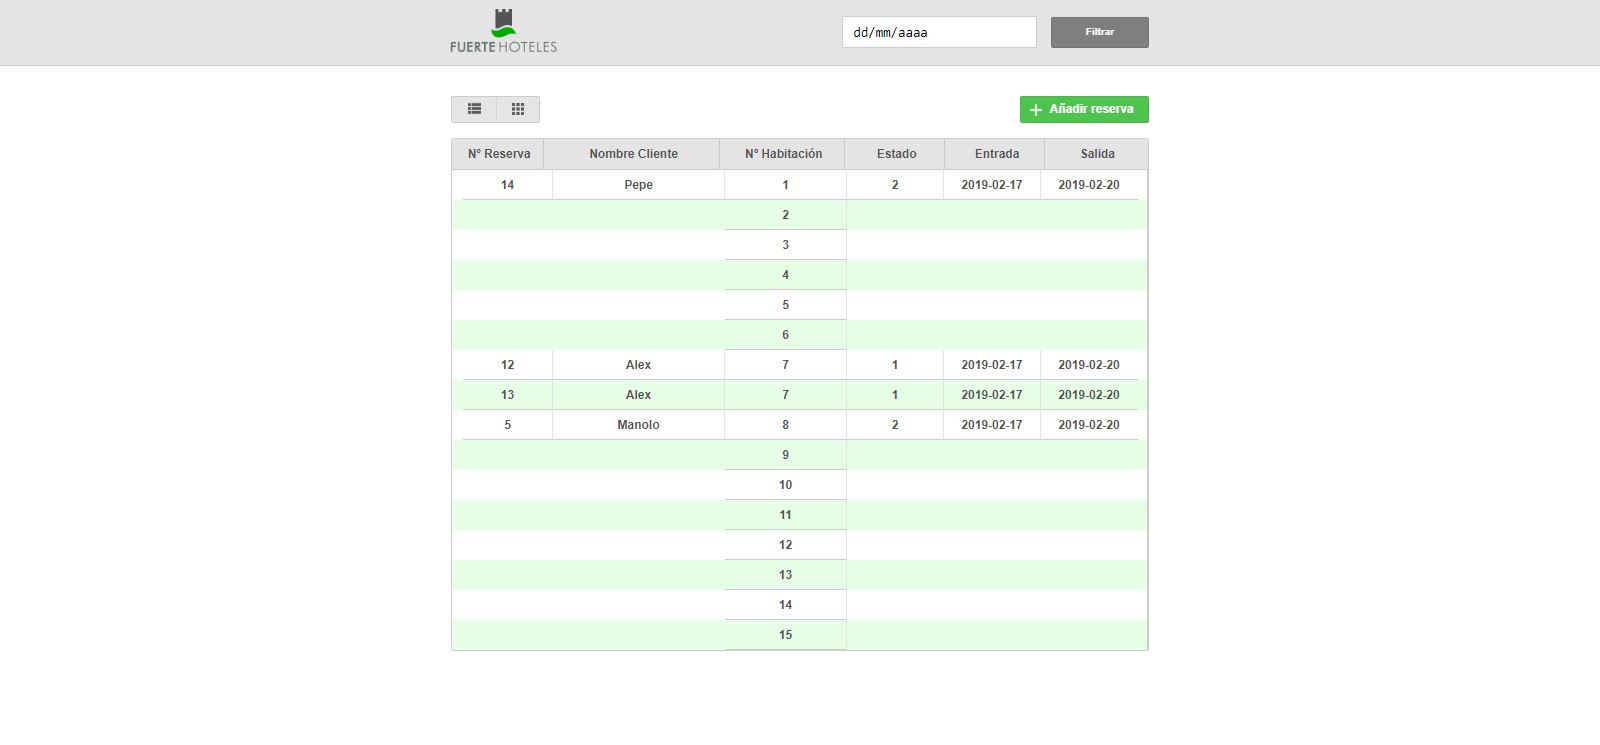 FUERTE HOTELES
dd/mm/aaaa
Filtrar
Añadir reserva
Nº Reserva Nombre Cliente Nº Habitación Estado Entrada Salida
14 Pepe 1 2 2019-02-17 2019-02-20
2
3
4
5
6
12 Alex 7 1 2019-02-17 2019-02-20
13 Alex 7 1 2019-02-17 2019-02-20
5 Manolo 8 2 2019-02-17 2019-02-20
9
10
11
12
13
14
15